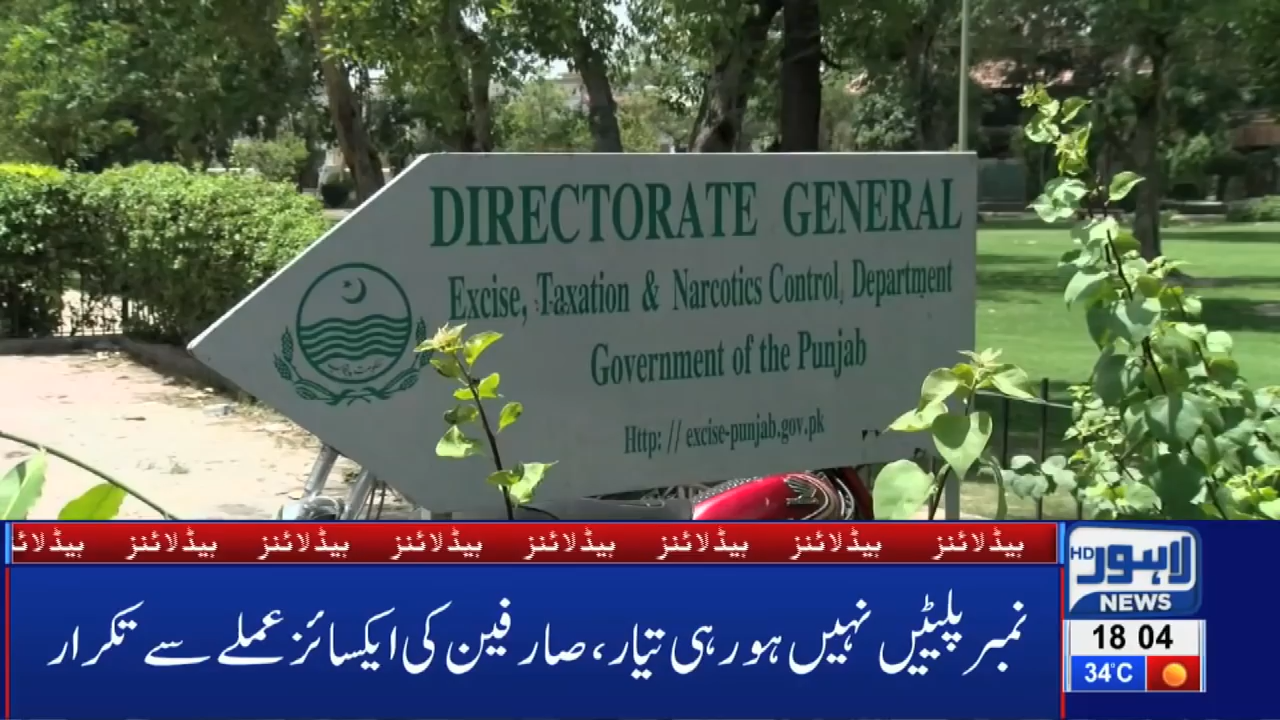 DIRECTORATE GENERAL
Excise, Taxation & Narcotics Control, Department
Government of the Punjab
Http: // excise-punjab.gov.pk
حکومت پنجاب
ہیڈلائنز ہیڈلائنز ہیڈلائنز ہیڈلائنز ہیڈلائنز ہیڈلائنز ہیڈلائنز ہیڈلائنز
نمبر پلیٹیں نہیں ہو رہی تیار، صارفین کی ایکسائز عملے سے تکرار
لاہور HD
NEWS
18 04
34°C